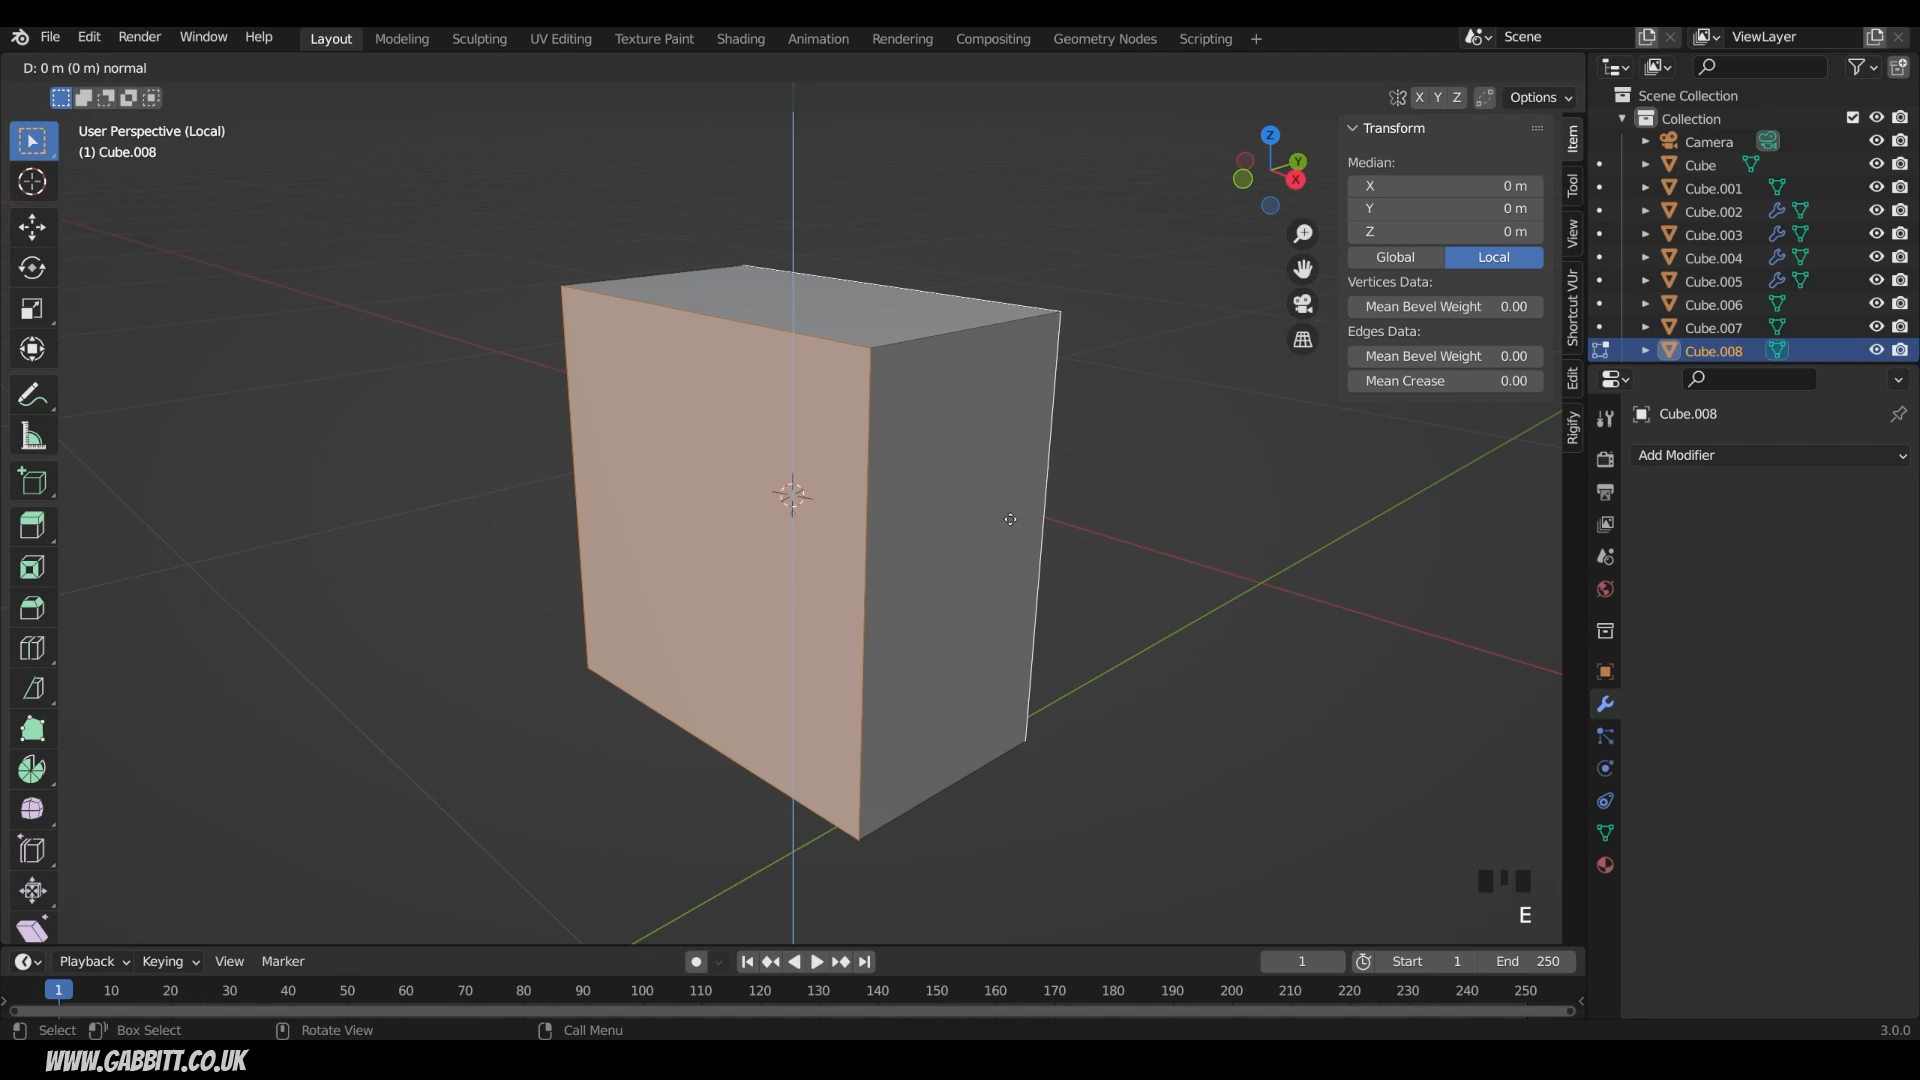 File Edit Render Window Help Layout Modeling Sculpting UV Editing Texture Paint Shading Animation Rendering Compositing Geometry Nodes Scripting + Scene ViewLayer
D: 0 m (0 m) normal
X Y Z Options
User Perspective (Local)
(1) Cube.008
Z
Y
X
Transform
Median:
X 0 m
Y 0 m
Z 0 m
Global Local
Vertices Data:
Mean Bevel Weight 0.00
Edges Data:
Mean Bevel Weight 0.00
Mean Crease 0.00
Item
Tool
View
Shortcut VUr
Edit
Rigify
Scene Collection
Collection
Camera
Cube
Cube.001
Cube.002
Cube.003
Cube.004
Cube.005
Cube.006
Cube.007
Cube.008
Cube.008
Add Modifier
E
Playback Keying View Marker 1 Start 1 End 250
1 10 20 30 40 50 60 70 80 90 100 110 120 130 140 150 160 170 180 190 200 210 220 230 240 250
Select Box Select Rotate View Call Menu 3.0.0
WWW.GABBITT.CO.UK